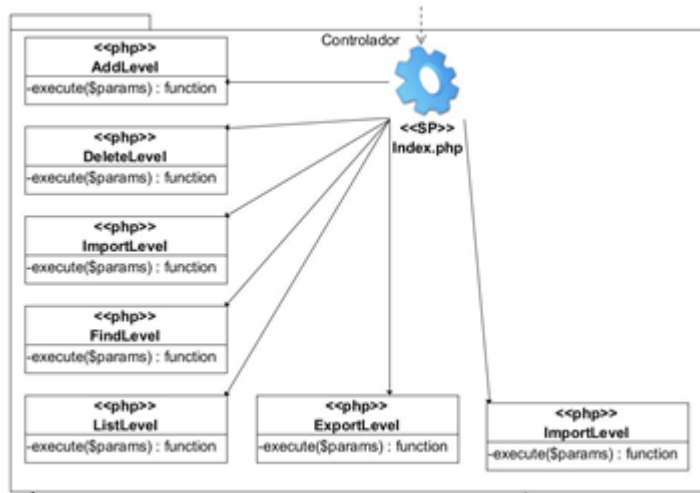 Controlador
<<SP>>
Index.php
<<php>>
AddLevel
-execute($params) : function
<<php>>
DeleteLevel
-execute($params) : function
<<php>>
ImportLevel
-execute($params) : function
<<php>>
FindLevel
-execute($params) : function
<<php>>
ListLevel
-execute($params) : function
<<php>>
ExportLevel
-execute($params) : function
<<php>>
ImportLevel
-execute($params) : function